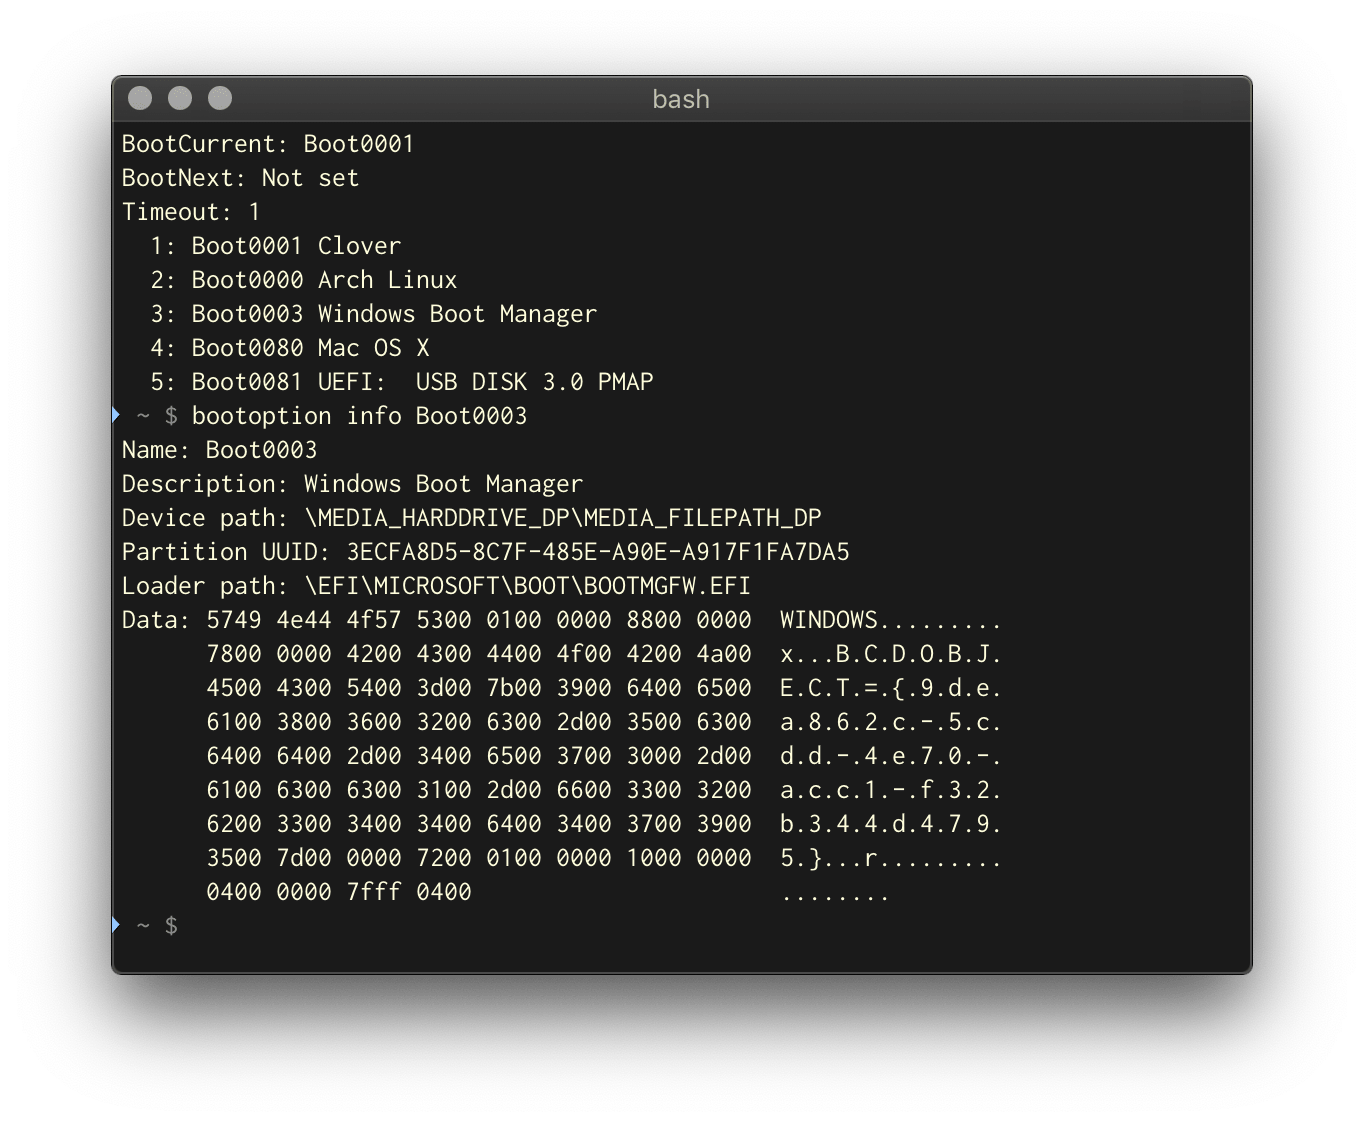 bash
BootCurrent: Boot0001
BootNext: Not set
Timeout: 1
  1: Boot0001 Clover
  2: Boot0000 Arch Linux
  3: Boot0003 Windows Boot Manager
  4: Boot0080 Mac OS X
  5: Boot0081 UEFI:  USB DISK 3.0 PMAP
~ $ bootoption info Boot0003
Name: Boot0003
Description: Windows Boot Manager
Device path: \MEDIA_HARDDRIVE_DP\MEDIA_FILEPATH_DP
Partition UUID: 3ECFA8D5-8C7F-485E-A90E-A917F1FA7DA5
Loader path: \EFI\MICROSOFT\BOOT\BOOTMGFW.EFI
Data: 5749 4e44 4f57 5300 0100 0000 8800 0000  WINDOWS.........
      7800 0000 4200 4300 4400 4f00 4200 4a00  x...B.C.D.O.B.J.
      4500 4300 5400 3d00 7b00 3900 6400 6500  E.C.T.=.{.9.d.e.
      6100 3800 3600 3200 6300 2d00 3500 6300  a.8.6.2.c.-.5.c.
      6400 6400 2d00 3400 6500 3700 3000 2d00  d.d.-.4.e.7.0.-.
      6100 6300 6300 3100 2d00 6600 3300 3200  a.c.c.1.-.f.3.2.
      6200 3300 3400 3400 6400 3400 3700 3900  b.3.4.4.d.4.7.9.
      3500 7d00 0000 7200 0100 0000 1000 0000  5.}...r.........
      0400 0000 7fff 0400                      ........
~ $